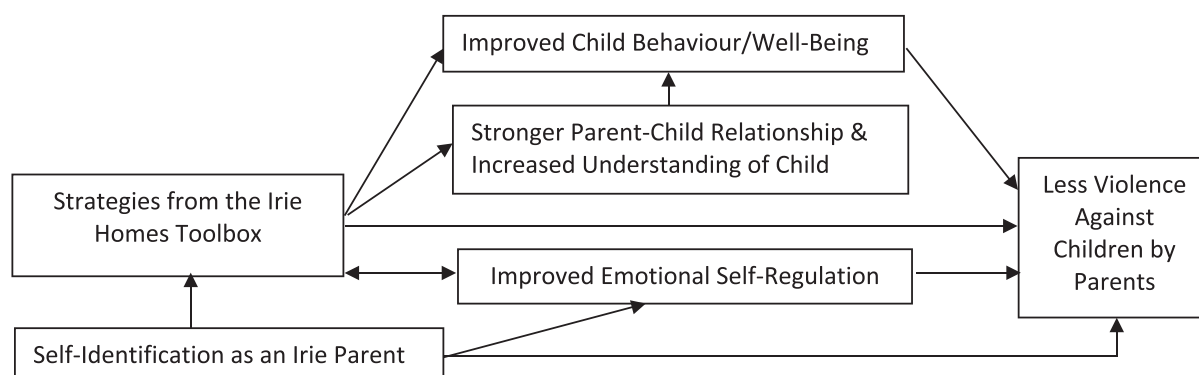 Improved Child Behaviour/Well-Being
Stronger Parent-Child Relationship &
Increased Understanding of Child
Strategies from the Irie
Homes Toolbox
Less Violence
Against
Children by
Parents
Improved Emotional Self-Regulation
Self-Identification as an Irie Parent